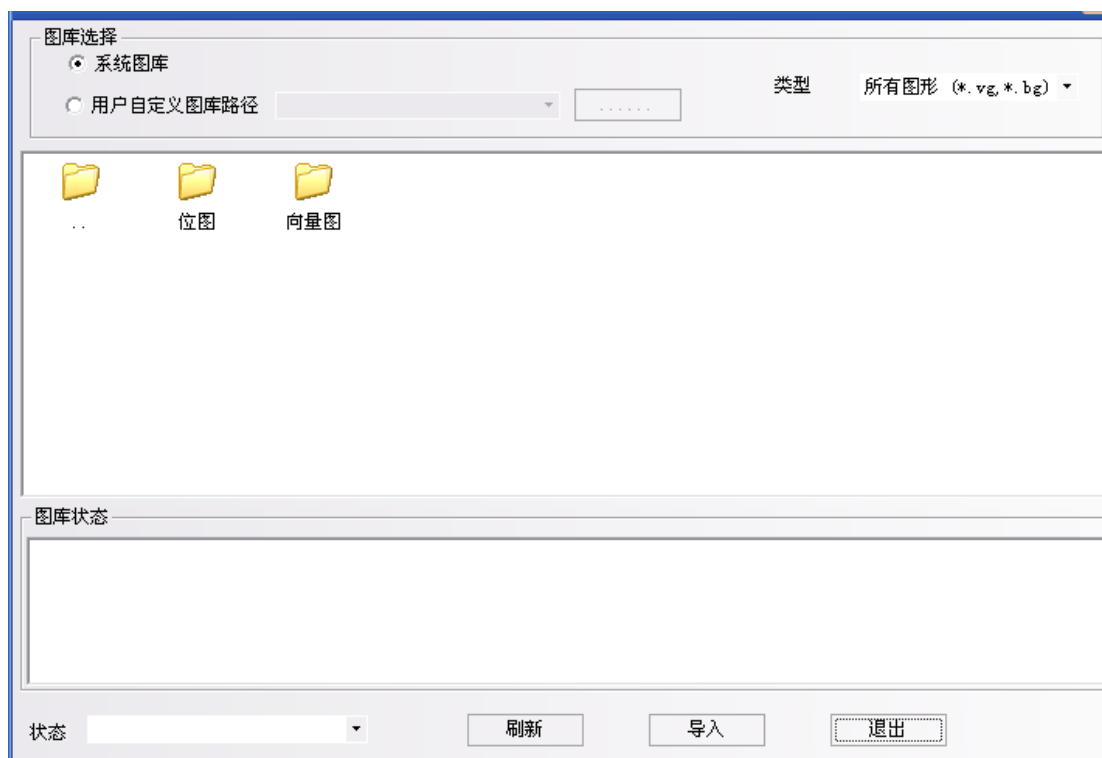 图库选择
系统图库
用户自定义图库路径 ......
类型 所有图形 (*.vg,*.bg)
.. 位图 向量图
图库状态
状态 刷新 导入 退出